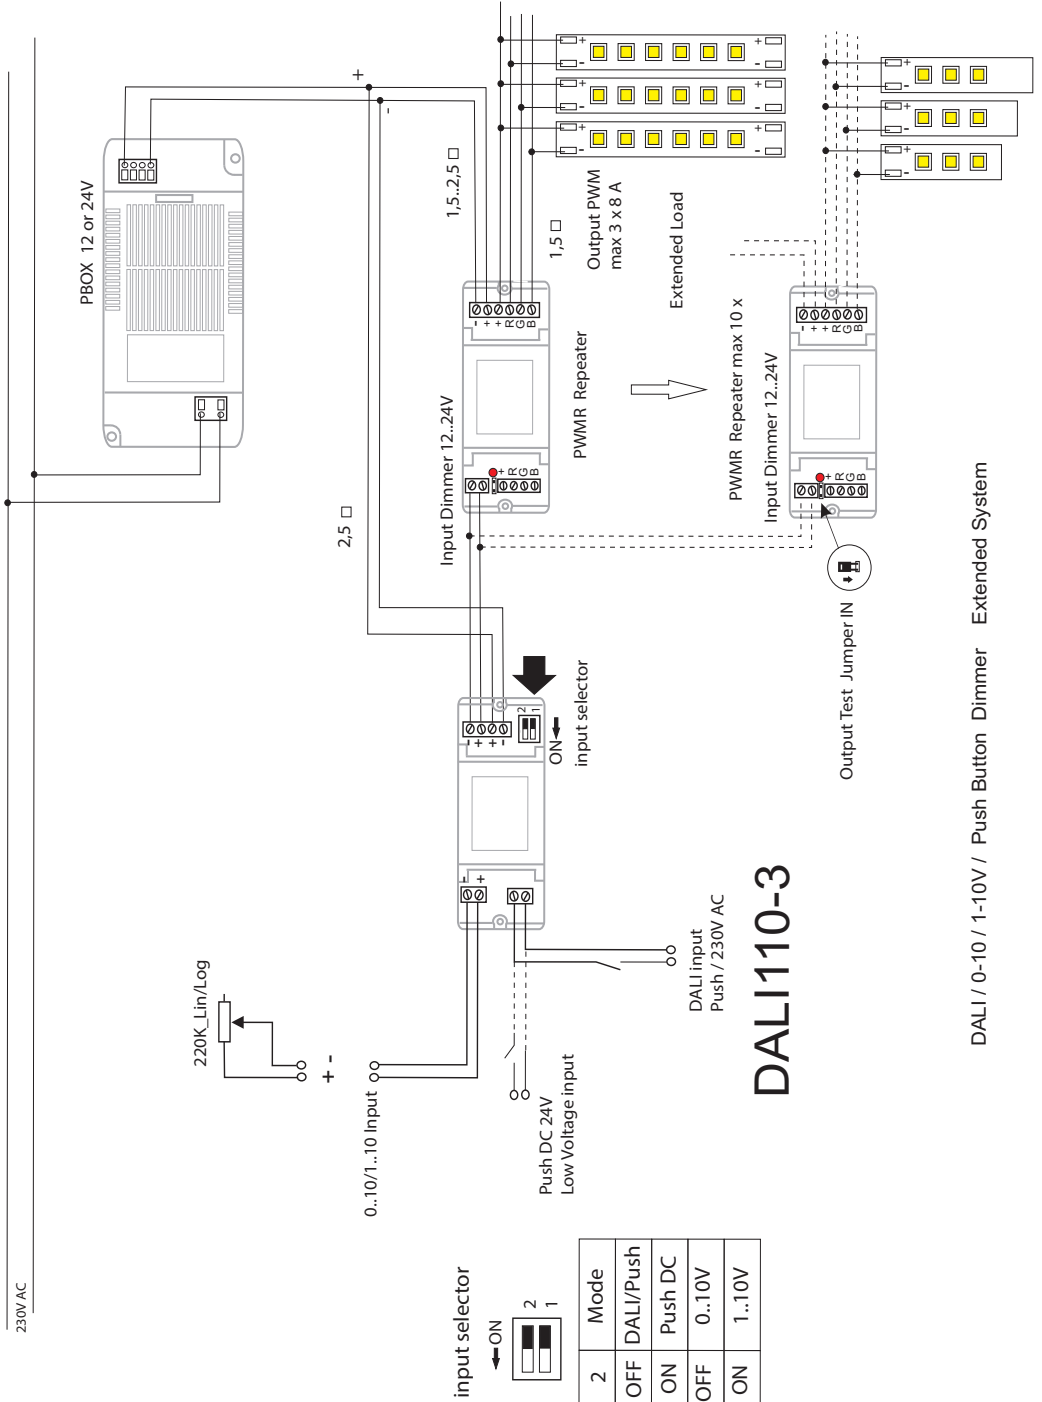 230V AC
PBOX 12 or 24V
+
-
2,5 □
1,5..2,5 □
1,5 □
Output PWM
max 3 x 8 A
Extended Load
+ + - -
+ + - -
+ + - -
+ -
+ -
+ -
Input Dimmer 12..24V
- + + R G B
+ R G B
PWMR Repeater
PWMR Repeater max 10 x
Input Dimmer 12..24V
- + + R G B
+ R G B
Output Test Jumper IN
- + + -
2
1
ON
input selector
- +
220K_Lin/Log
+ -
0..10/1..10 Input
Push DC 24V
Low Voltage input
DALI input
Push / 230V AC
DALI110-3
DALI / 0-10 / 1-10V / Push Button Dimmer Extended System
input selector
ON
2
1
2 Mode
OFF DALI/Push
ON Push DC
OFF 0..10V
ON 1..10V